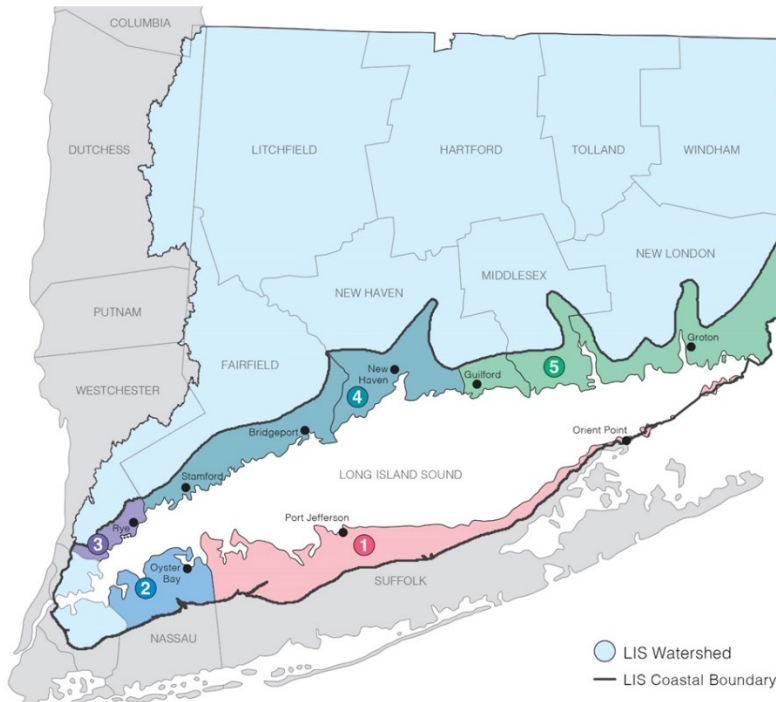 COLUMBIA
DUTCHESS
LITCHFIELD
HARTFORD
TOLLAND
WINDHAM
PUTNAM
NEW HAVEN
MIDDLESEX
NEW LONDON
WESTCHESTER
FAIRFIELD
New
Haven
4
Guilford
5
Groton
Bridgeport
Orient Point
Stamford
LONG ISLAND SOUND
Rye
3
Port Jefferson
1
Oyster
Bay
2
SUFFOLK
NASSAU
LIS Watershed
LIS Coastal Boundary